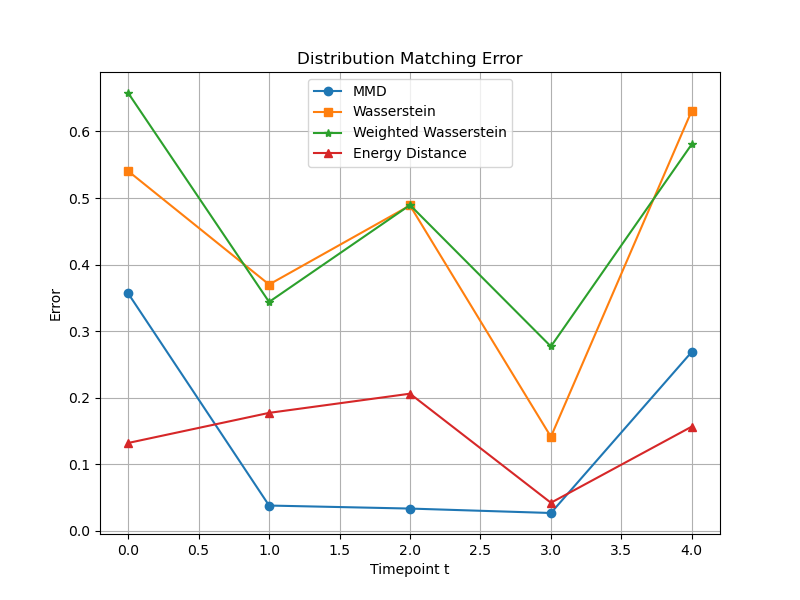 Distribution Matching Error
MMD
Wasserstein
Weighted Wasserstein
Energy Distance
Error
0.6
0.5
0.4
0.3
0.2
0.1
0.0
0.0 0.5 1.0 1.5 2.0 2.5 3.0 3.5 4.0
Timepoint t